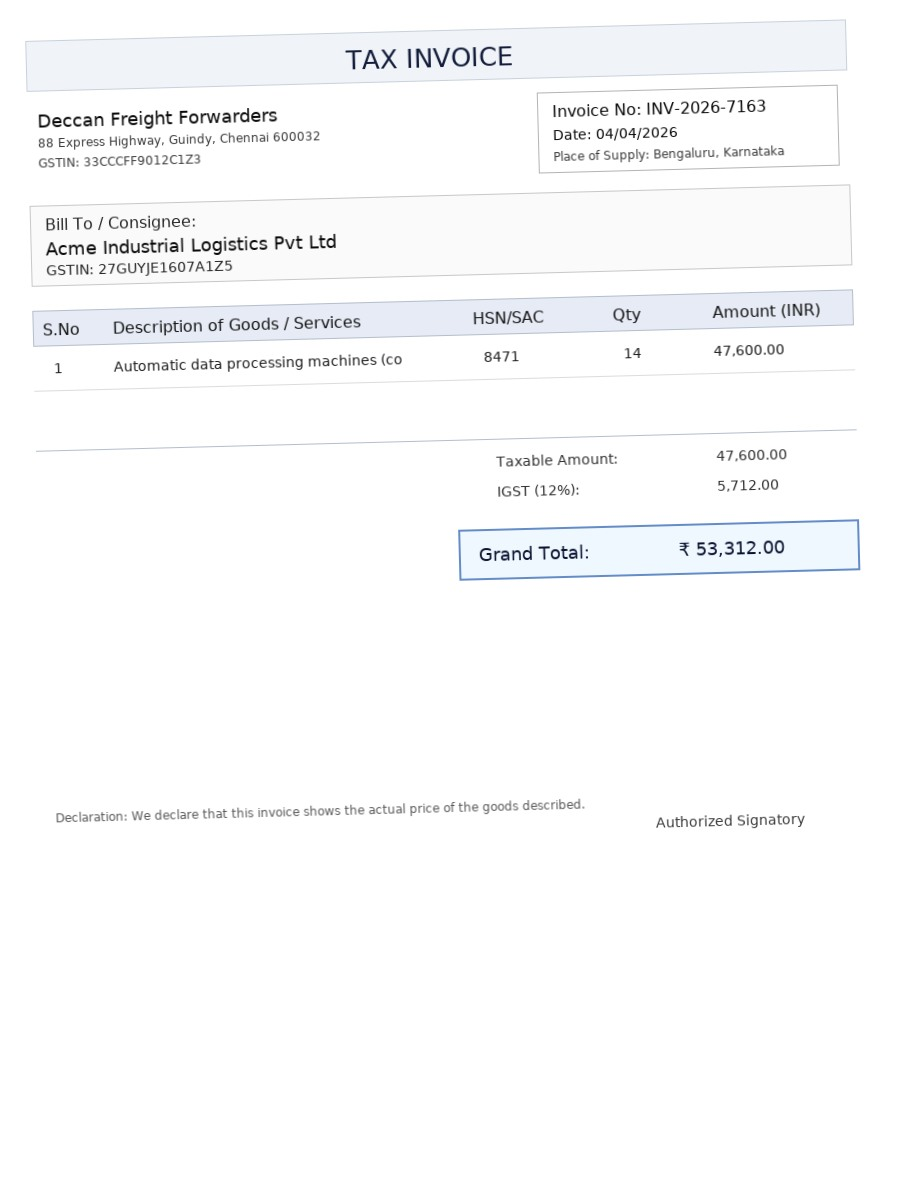 TAX INVOICE
Deccan Freight Forwarders
88 Express Highway, Guindy, Chennai 600032
GSTIN: 33CCCFF9012C1Z3
Invoice No: INV-2026-7163
Date: 04/04/2026
Place of Supply: Bengaluru, Karnataka
Bill To / Consignee:
Acme Industrial Logistics Pvt Ltd
GSTIN: 27GUYJE1607A1Z5
S.No Description of Goods / Services HSN/SAC Qty Amount (INR)
1 Automatic data processing machines (co 8471 14 47,600.00
Taxable Amount: 47,600.00
IGST (12%): 5,712.00
Grand Total: ₹ 53,312.00
Declaration: We declare that this invoice shows the actual price of the goods described.
Authorized Signatory